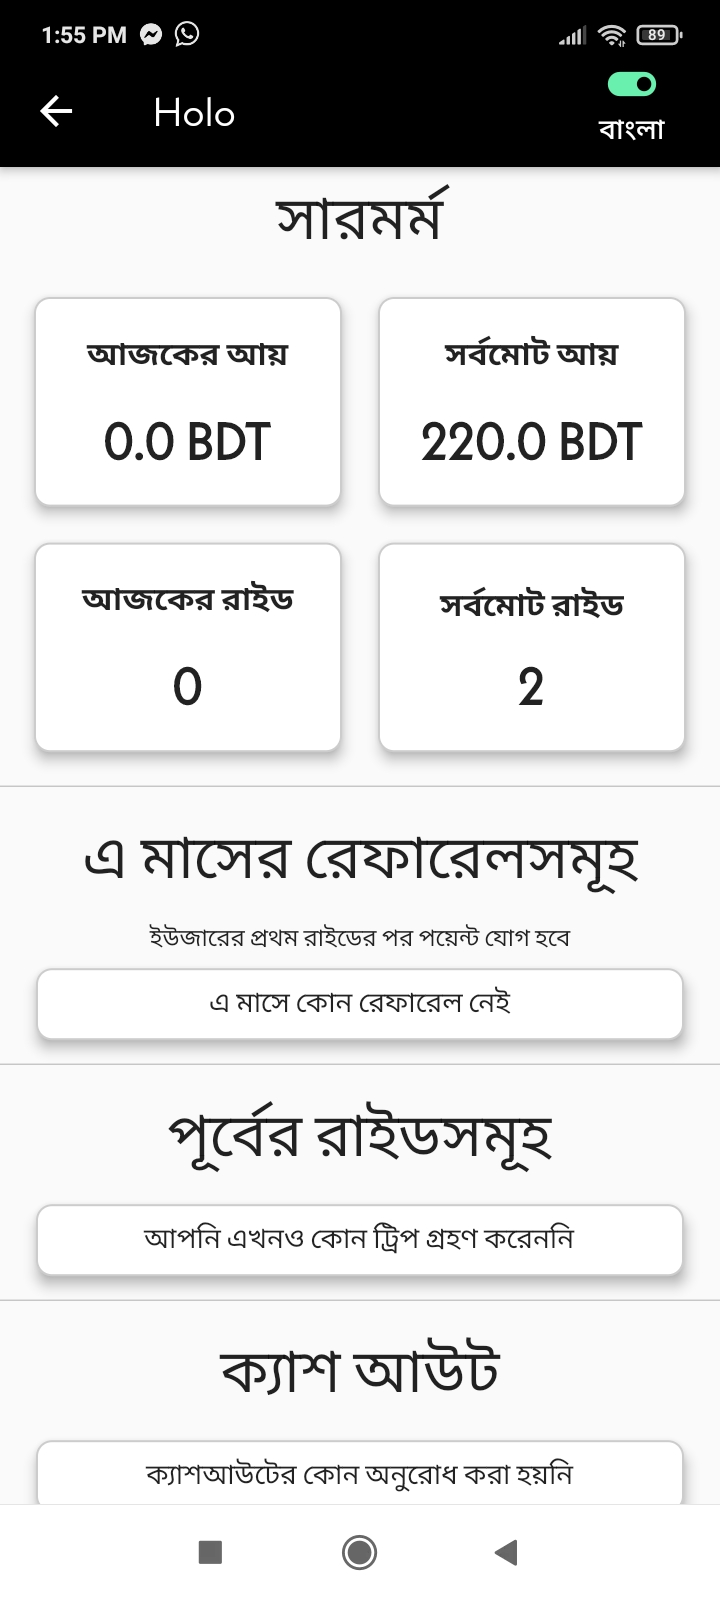 1:55 PM
89
Holo
বাংলা
সারমর্ম
আজকের আয়
সর্বমোট আয়
0.0 BDT
220.0 BDT
আজকের রাইড
সর্বমোট রাইড
0
2
এ মাসের রেফারেলসমূহ
ইউজারের প্রথম রাইডের পর পয়েন্ট যোগ হবে
এ মাসে কোন রেফারেল নেই
পূর্বের রাইডসমূহ
আপনি এখনও কোন ট্রিপ গ্রহণ করেননি
ক্যাশ আউট
ক্যাশআউটের কোন অনুরোধ করা হয়নি